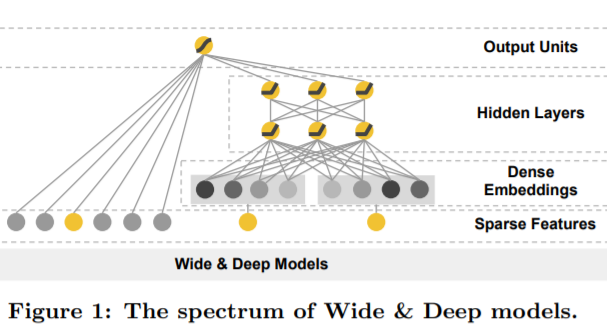 Output Units
Hidden Layers
Dense
Embeddings
Sparse Features
Wide & Deep Models
Figure 1: The spectrum of Wide & Deep models.